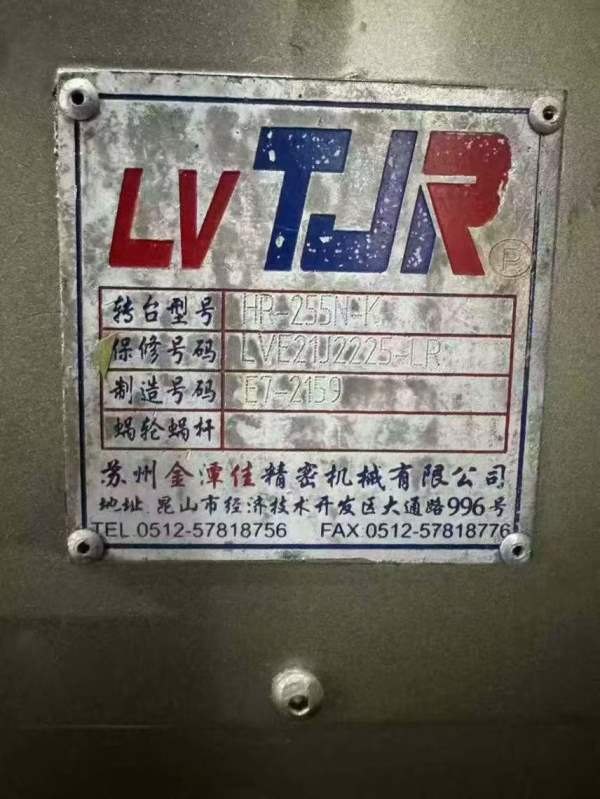 LV TJR ®
转台型号 HR-255N-K
保修号码 LVE21J2225-LR
制造号码 E7-2159
蜗轮蜗杆
苏州金潭佳精密机械有限公司
地址 昆山市经济技术开发区大通路996号
TEL 0512-57818756 FAX 0512-57818776